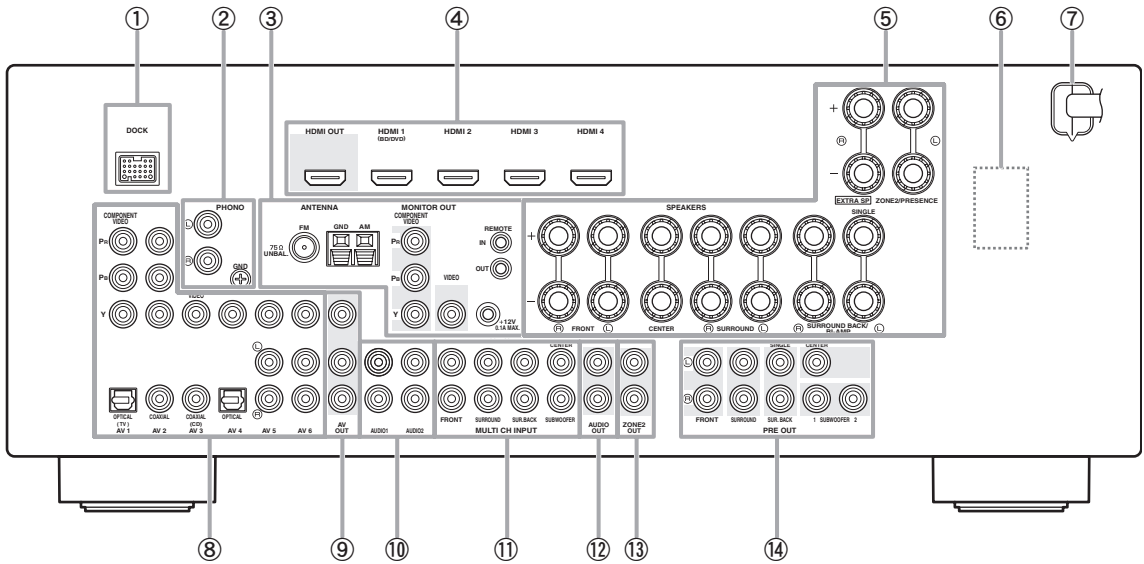 ① ② ③ ④ ⑤ ⑥ ⑦
DOCK
HDMI OUT HDMI 1 HDMI 2 HDMI 3 HDMI 4
(BD/DVD)
+
Ⓡ Ⓛ
–
EXTRA SP ZONE2/PRESENCE
PHONO
Ⓛ
Ⓡ
GND
ANTENNA
FM
75 Ω
UNBAL.
GND AM
MONITOR OUT
COMPONENT
VIDEO
PR
PB
Y
VIDEO
REMOTE
IN
OUT
+12V
0.1A MAX.
SPEAKERS
SINGLE
+
–
Ⓡ FRONT Ⓛ CENTER Ⓡ SURROUND Ⓛ Ⓡ SURROUND BACK/ Ⓛ
BI-AMP
COMPONENT
VIDEO
PR
PB
Y
VIDEO
Ⓛ
Ⓡ
OPTICAL COAXIAL COAXIAL OPTICAL
(TV) (CD)
AV 1 AV 2 AV 3 AV 4 AV 5 AV 6
AV
OUT
AUDIO1 AUDIO2
CENTER
FRONT SURROUND SUR.BACK SUBWOOFER
MULTI CH INPUT
AUDIO
OUT
ZONE2
OUT
SINGLE CENTER
Ⓛ
Ⓡ
FRONT SURROUND SUR. BACK 1 SUBWOOFER 2
PRE OUT
⑧ ⑨ ⑩ ⑪ ⑫ ⑬ ⑭